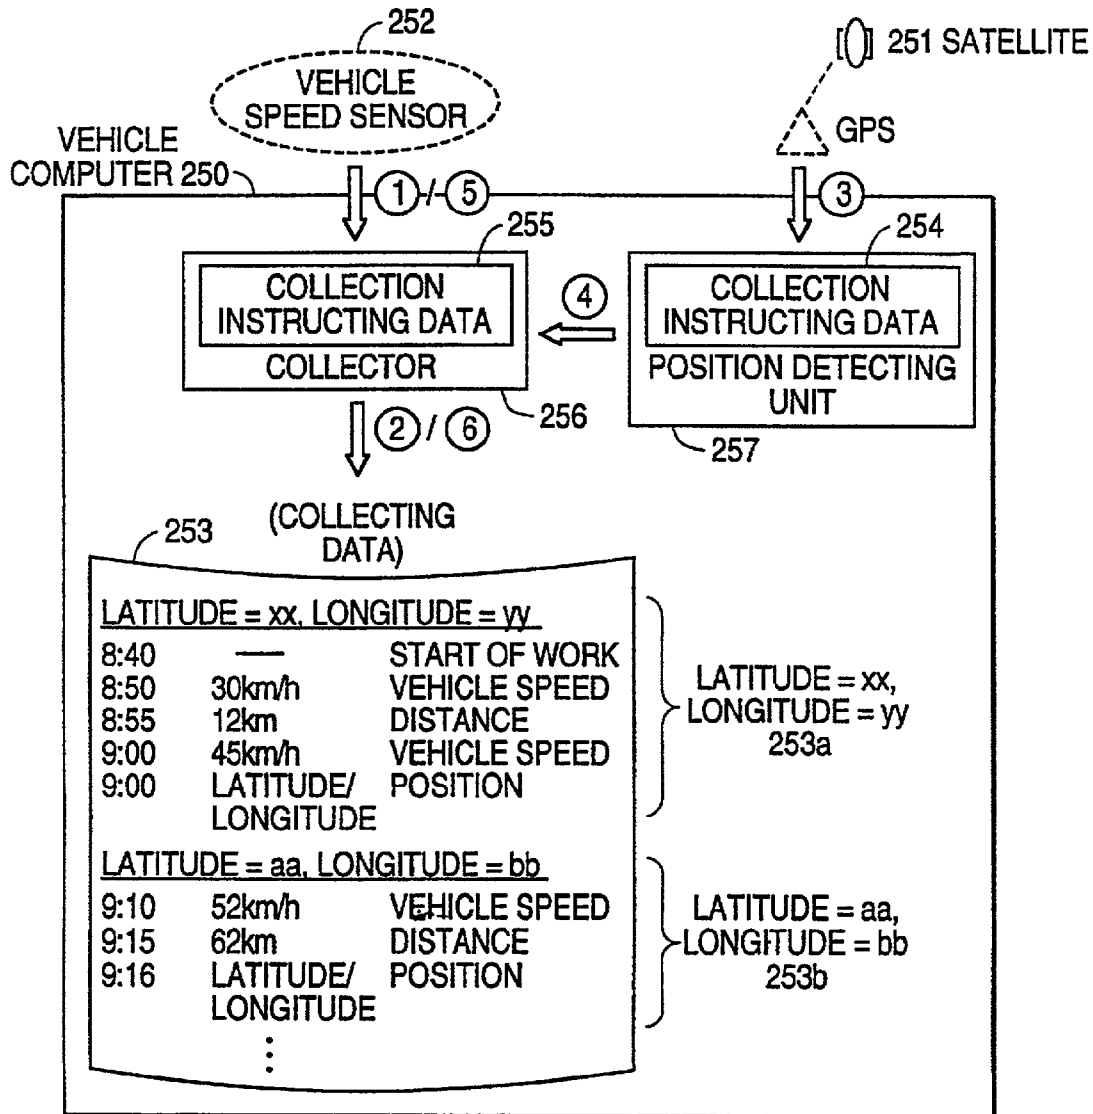 252
VEHICLE
SPEED SENSOR
251 SATELLITE
GPS
VEHICLE
COMPUTER 250
1 / 5
3
255
COLLECTION
INSTRUCTING DATA
COLLECTOR
256
4
254
COLLECTION
INSTRUCTING DATA
POSITION DETECTING
UNIT
257
2 / 6
(COLLECTING
DATA)
253
LATITUDE = xx, LONGITUDE = yy
8:40 — START OF WORK
8:50 30km/h VEHICLE SPEED
8:55 12km DISTANCE
9:00 45km/h VEHICLE SPEED
9:00 LATITUDE/ POSITION
LONGITUDE
LATITUDE = xx,
LONGITUDE = yy
253a
LATITUDE = aa, LONGITUDE = bb
9:10 52km/h VEHICLE SPEED
9:15 62km DISTANCE
9:16 LATITUDE/ POSITION
LONGITUDE
LATITUDE = aa,
LONGITUDE = bb
253b